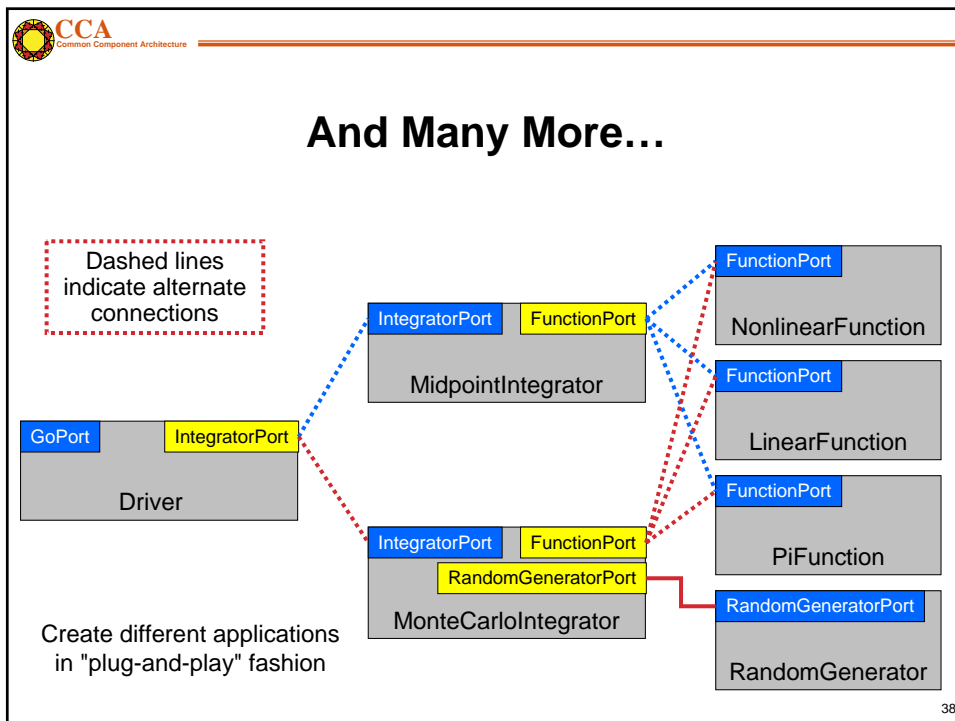 CCA
Common Component Architecture
And Many More…
Dashed lines
indicate alternate
connections
GoPort
IntegratorPort
Driver
IntegratorPort
FunctionPort
MidpointIntegrator
IntegratorPort
FunctionPort
RandomGeneratorPort
MonteCarloIntegrator
FunctionPort
NonlinearFunction
FunctionPort
LinearFunction
FunctionPort
PiFunction
RandomGeneratorPort
RandomGenerator
Create different applications
in "plug-and-play" fashion
38